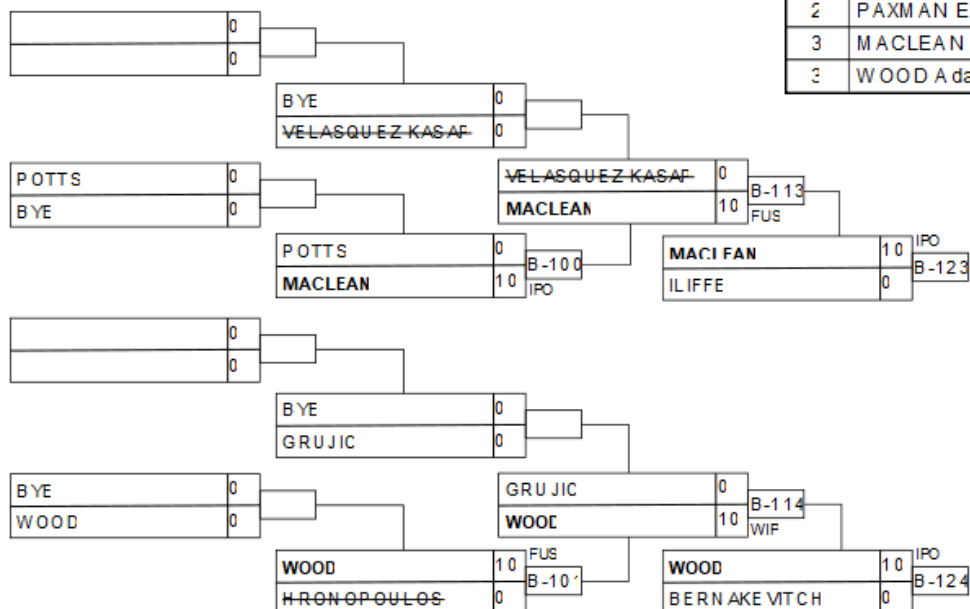 2 PAXMAN E
3 MACLEAN
3 WOOD Ada
0
0
BYE 0
VELASQUEZ KASAF 0
POTTS 0
BYE 0
VELASQUEZ KASAF 0
MACLEAN 10
B-113
FUS
POTTS 0
MACLEAN 10
B-100
IPO
MACLEAN 10
ILIFFE 0
IPO
B-123
0
0
BYE 0
GRUJIC 0
BYE 0
WOOD 0
GRUJIC 0
WOOD 10
B-114
WIF
WOOD 10
HRONOPOULOS 0
FUS
B-101
WOOD 10
BERNAKEVITCH 0
IPO
B-124